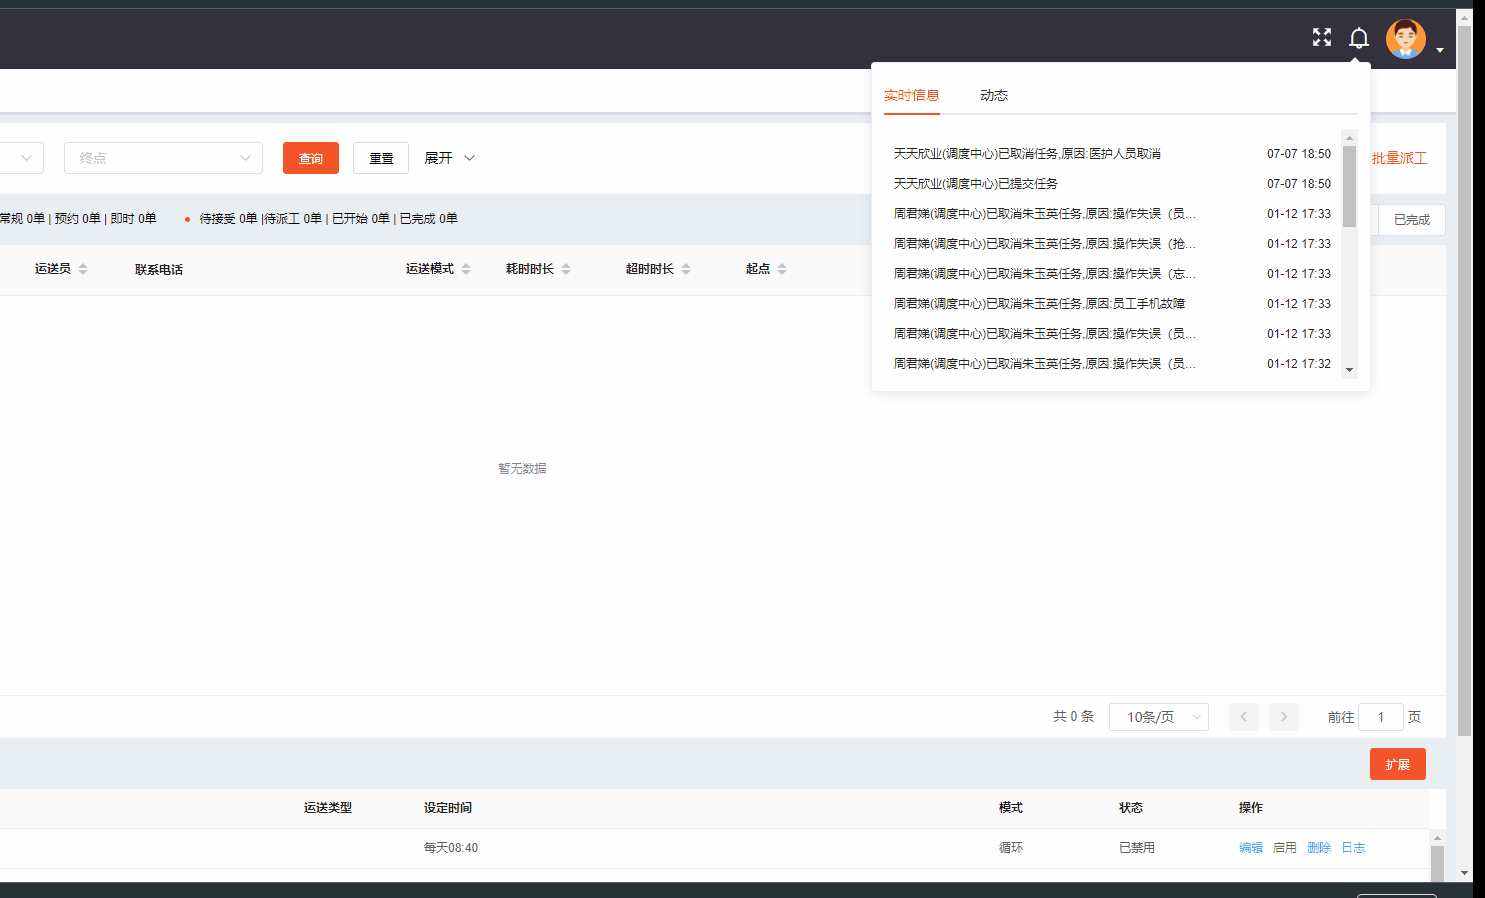 实时信息 动态
终点 查询 重置 展开 批量派工
天天欣业(调度中心)已取消任务,原因:医护人员取消 07-07 18:50
天天欣业(调度中心)已提交任务 07-07 18:50
周君娣(调度中心)已取消朱玉英任务,原因:操作失误（员... 01-12 17:33
周君娣(调度中心)已取消朱玉英任务,原因:操作失误（抢... 01-12 17:33
周君娣(调度中心)已取消朱玉英任务,原因:操作失误（忘... 01-12 17:33
周君娣(调度中心)已取消朱玉英任务,原因:员工手机故障 01-12 17:33
周君娣(调度中心)已取消朱玉英任务,原因:操作失误（员... 01-12 17:33
周君娣(调度中心)已取消朱玉英任务,原因:操作失误（员... 01-12 17:32
常规 0单 | 预约 0单 | 即时 0单 • 待接受 0单 |待派工 0单 | 已开始 0单 | 已完成 0单 已完成
运送员 联系电话 运送模式 耗时时长 超时时长 起点
暂无数据
共 0 条 10条/页 前往 1 页
扩展
运送类型 设定时间 模式 状态 操作
每天08:40 循环 已禁用 编辑 启用 删除 日志